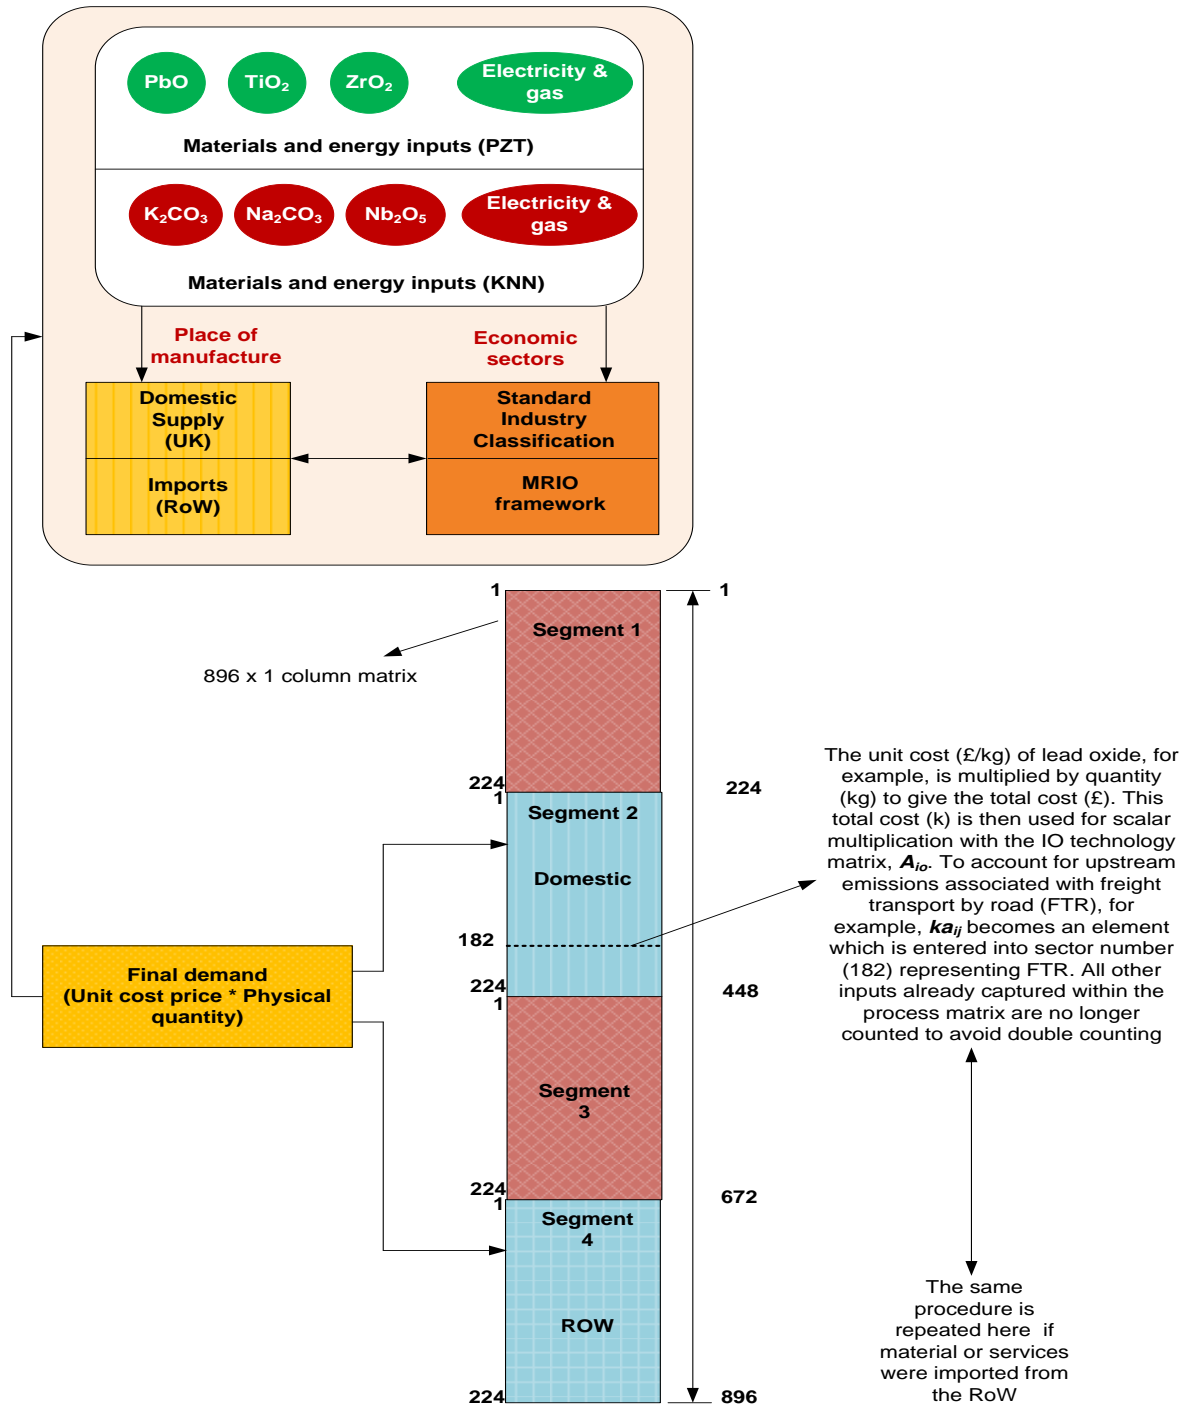 PbO
TiO₂
ZrO₂
Electricity &
gas
Materials and energy inputs (PZT)
K₂CO₃
Na₂CO₃
Nb₂O₅
Electricity &
gas
Materials and energy inputs (KNN)
Place of
manufacture
Economic
sectors
Domestic
Supply
(UK)
Imports
(RoW)
Standard
Industry
Classification
MRIO
framework
1
1
Segment 1
896 x 1 column matrix
224
224
1
Segment 2
Domestic
182
224
448
1
Final demand
(Unit cost price * Physical
quantity)
Segment
3
224
672
1
Segment
4
ROW
224
896
The unit cost (£/kg) of lead oxide, for
example, is multiplied by quantity
(kg) to give the total cost (£). This
total cost (k) is then used for scalar
multiplication with the IO technology
matrix, A_io. To account for upstream
emissions associated with freight
transport by road (FTR), for
example, ka_ij becomes an element
which is entered into sector number
(182) representing FTR. All other
inputs already captured within the
process matrix are no longer
counted to avoid double counting
The same
procedure is
repeated here if
material or services
were imported from
the RoW